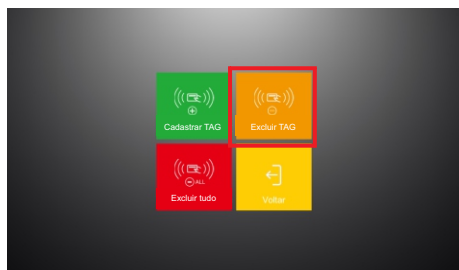 Cadastrar TAG
Excluir TAG
ALL
Excluir tudo
Voltar